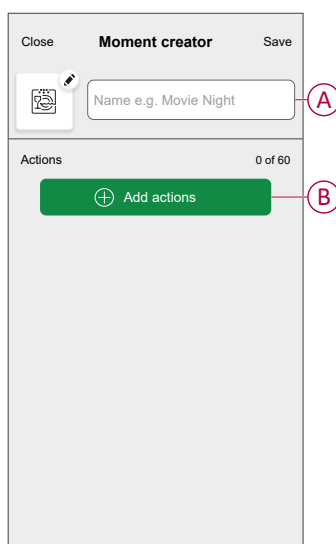 Close Moment creator Save
Name e.g. Movie Night A
Actions 0 of 60
Add actions B